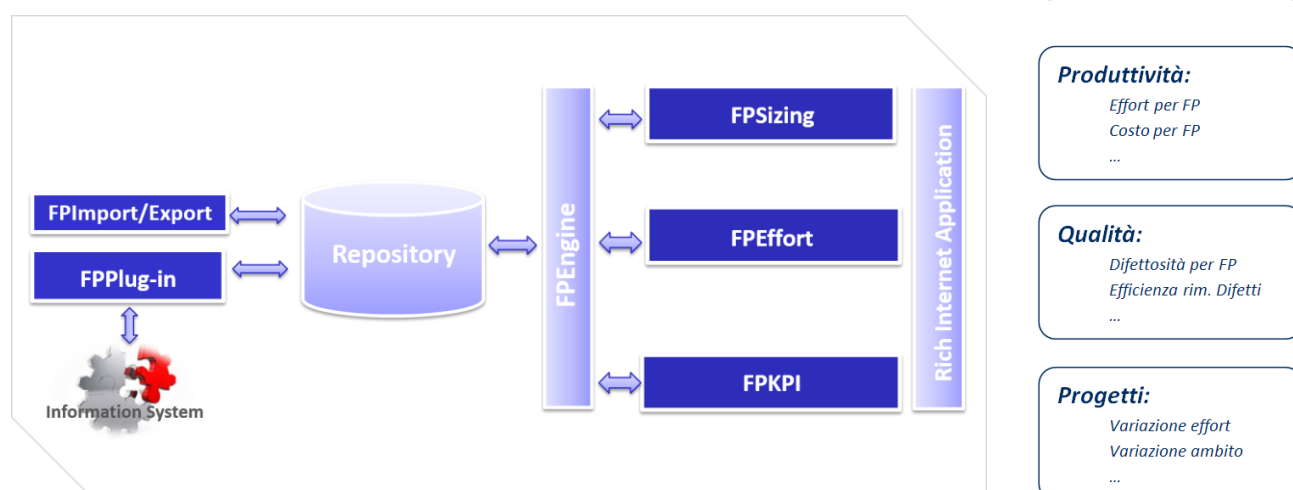 FPImport/Export
FPPlug-in
Information System
Repository
FPEngine
FPSizing
FPEffort
FPKPI
Rich Internet Application
Produttività:
Effort per FP
Costo per FP
...
Qualità:
Difettosità per FP
Efficienza rim. Difetti
...
Progetti:
Variazione effort
Variazione ambito
...